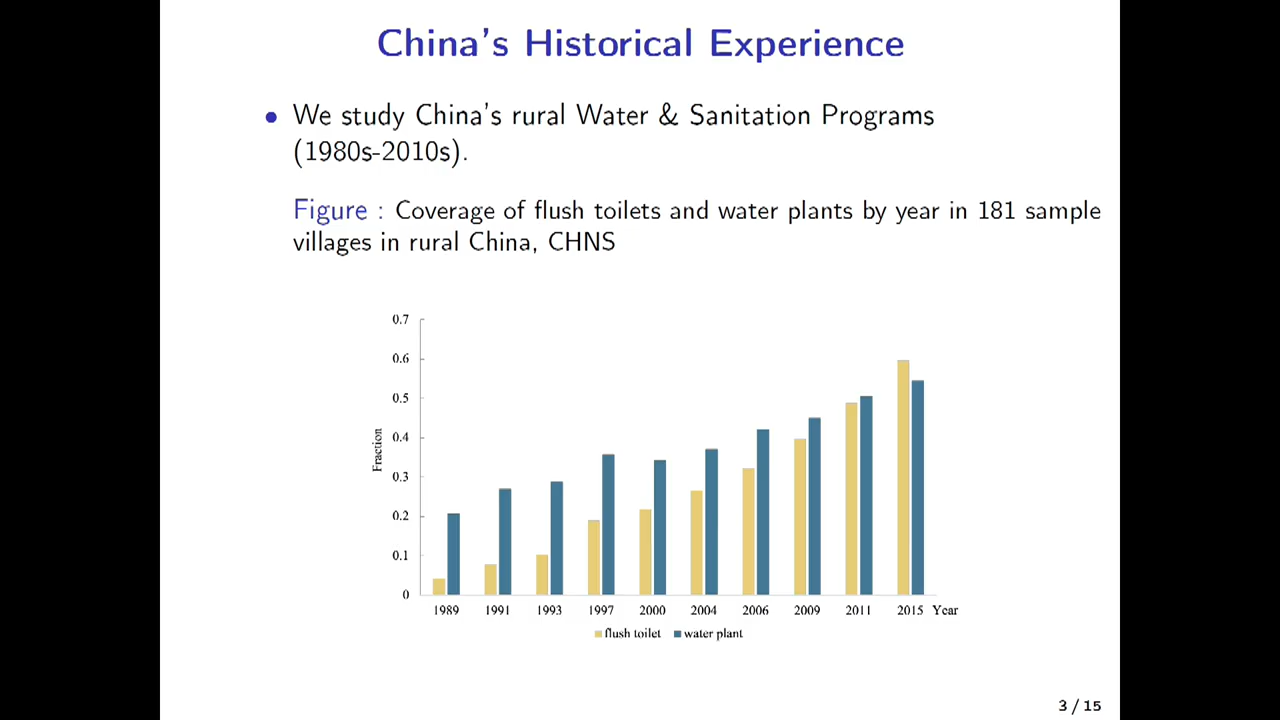 China's Historical Experience
• We study China's rural Water & Sanitation Programs
(1980s-2010s).
Figure : Coverage of flush toilets and water plants by year in 181 sample
villages in rural China, CHNS
0.7
0.6
0.5
0.4
0.3
0.2
0.1
0
Fraction
1989 1991 1993 1997 2000 2004 2006 2009 2011 2015 Year
flush toilet water plant
3 / 15